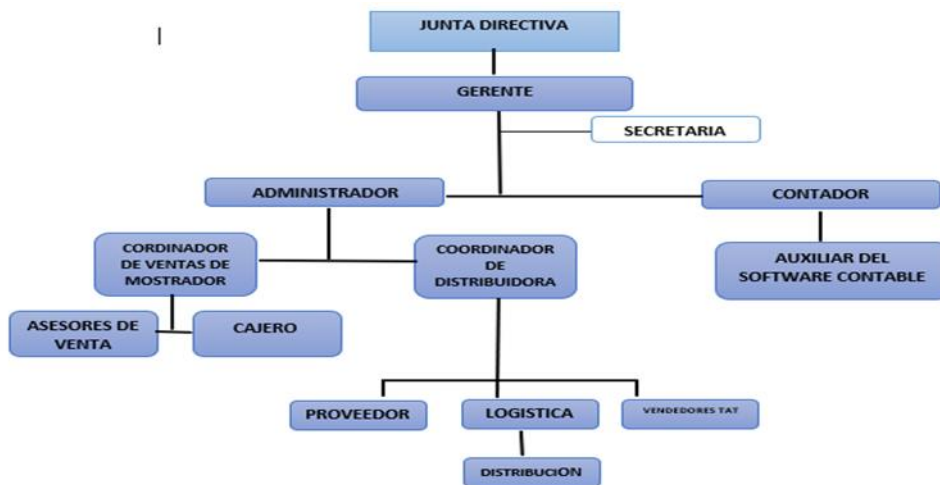 JUNTA DIRECTIVA
GERENTE
SECRETARIA
ADMINISTRADOR
CONTADOR
CORDINADOR
DE VENTAS DE
MOSTRADOR
COORDINADOR
DE
DISTRIBUIDORA
AUXILIAR DEL
SOFTWARE CONTABLE
ASESORES DE
VENTA
CAJERO
PROVEEDOR
LOGISTICA
VENDEDORES TAT
DISTRIBUCION